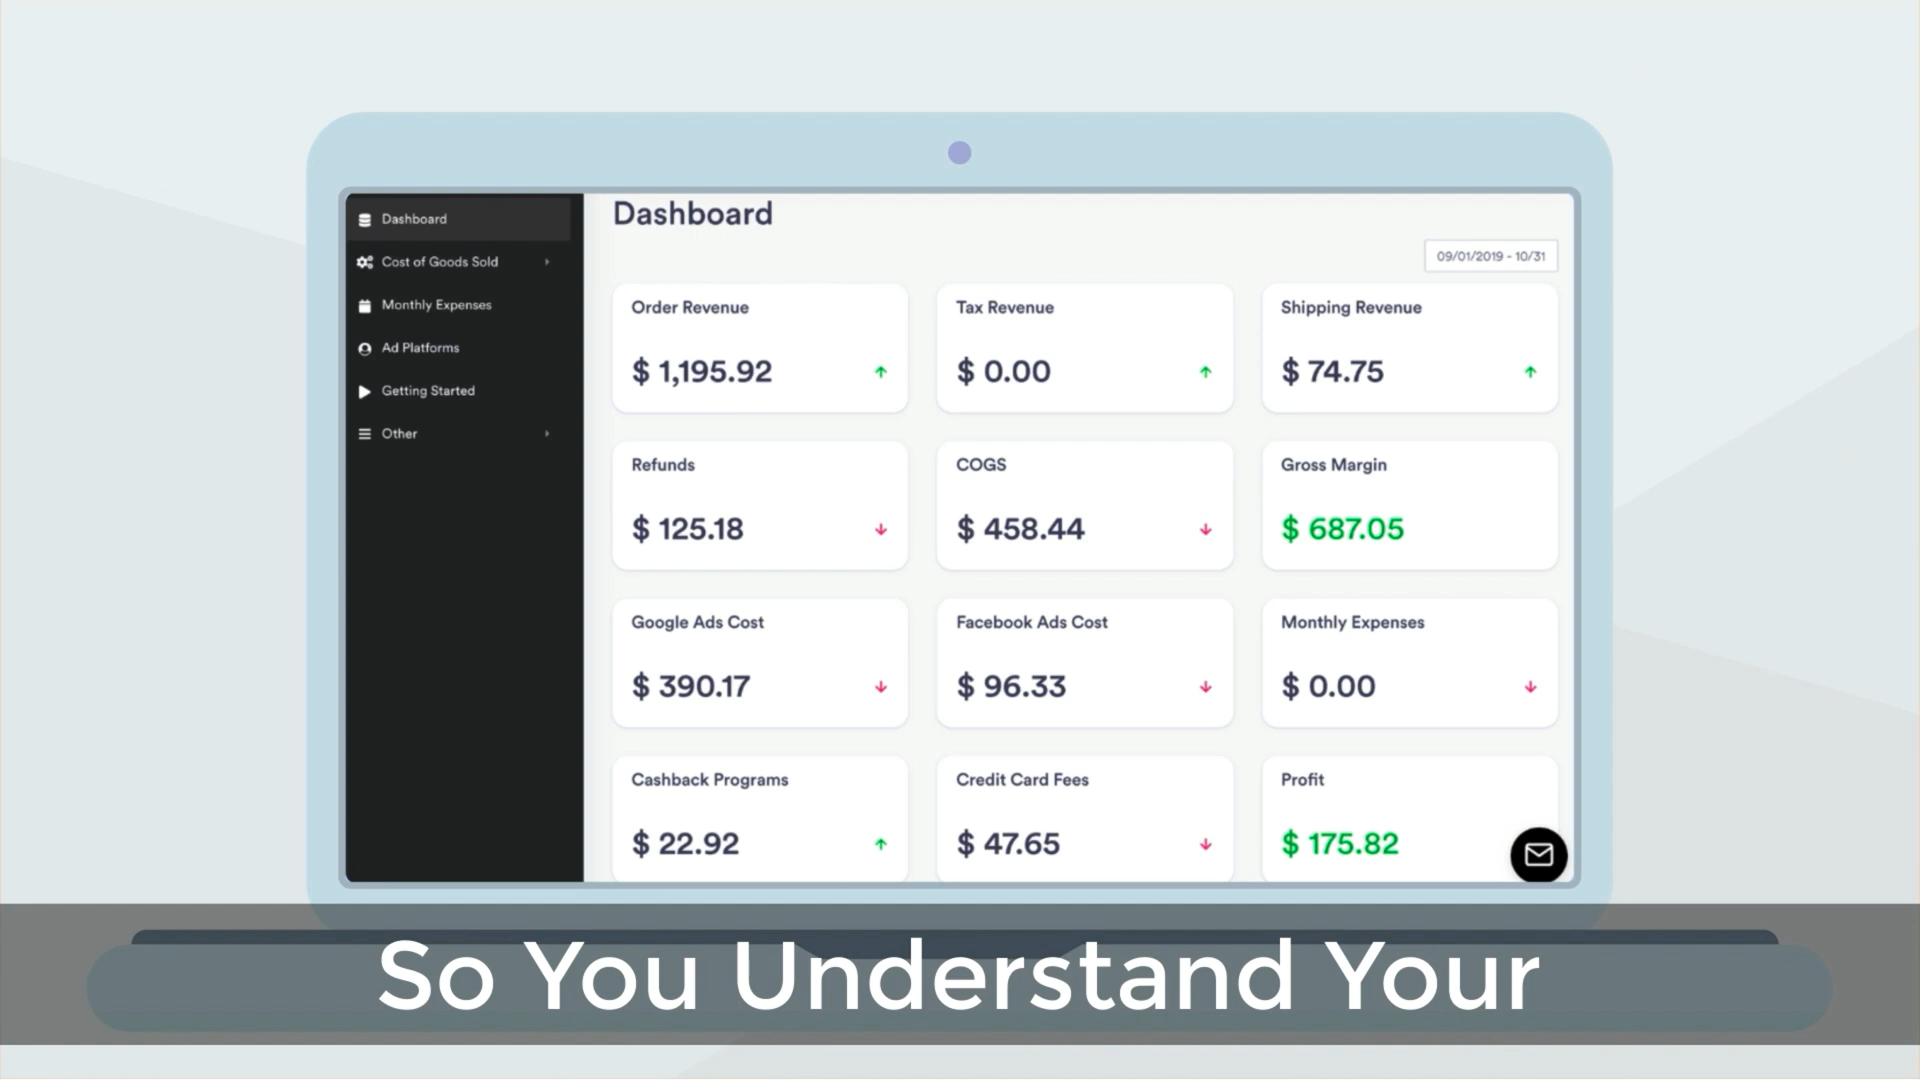 Dashboard
Cost of Goods Sold
Monthly Expenses
Ad Platforms
Getting Started
Other
Dashboard
09/01/2019 - 10/31
Order Revenue
$ 1,195.92
Tax Revenue
$ 0.00
Shipping Revenue
$ 74.75
Refunds
$ 125.18
COGS
$ 458.44
Gross Margin
$ 687.05
Google Ads Cost
$ 390.17
Facebook Ads Cost
$ 96.33
Monthly Expenses
$ 0.00
Cashback Programs
$ 22.92
Credit Card Fees
$ 47.65
Profit
$ 175.82
So You Understand Your